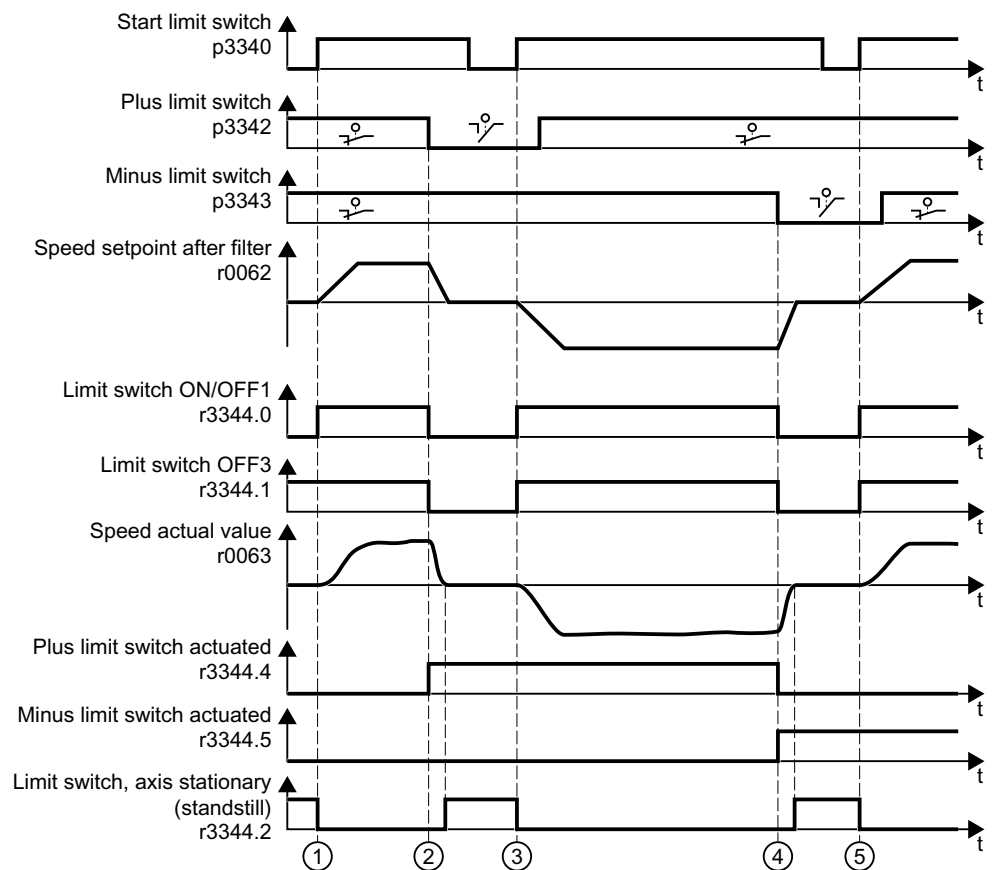 Start limit switch
p3340
t
Plus limit switch
p3342
t
Minus limit switch
p3343
t
Speed setpoint after filter
r0062
t
Limit switch ON/OFF1
r3344.0
t
Limit switch OFF3
r3344.1
t
Speed actual value
r0063
t
Plus limit switch actuated
r3344.4
t
Minus limit switch actuated
r3344.5
t
Limit switch, axis stationary
(standstill)
r3344.2
t
1 2 3 4 5